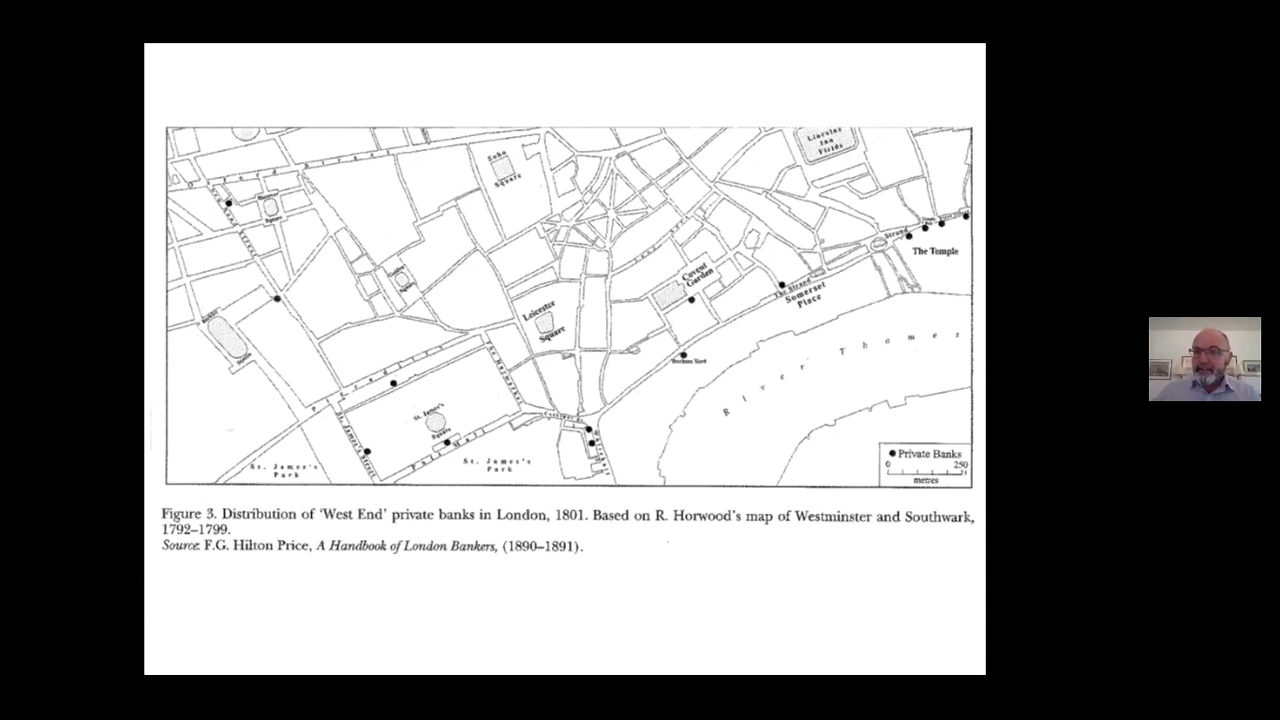 Lincolns
Inn
Fields
Soho
Square
Strand
The Temple
Covent
Garden
The Strand
Somerset
Place
Leicester
Square
River Thames
St. James's
Square
St. James's Street
Pall Mall
St. James's
Park
St. James's
Park
Private Banks
0 250
metres
Figure 3. Distribution of ‘West End’ private banks in London, 1801. Based on R. Horwood’s map of Westminster and Southwark,
1792–1799.
Source: F.G. Hilton Price, A Handbook of London Bankers, (1890–1891).